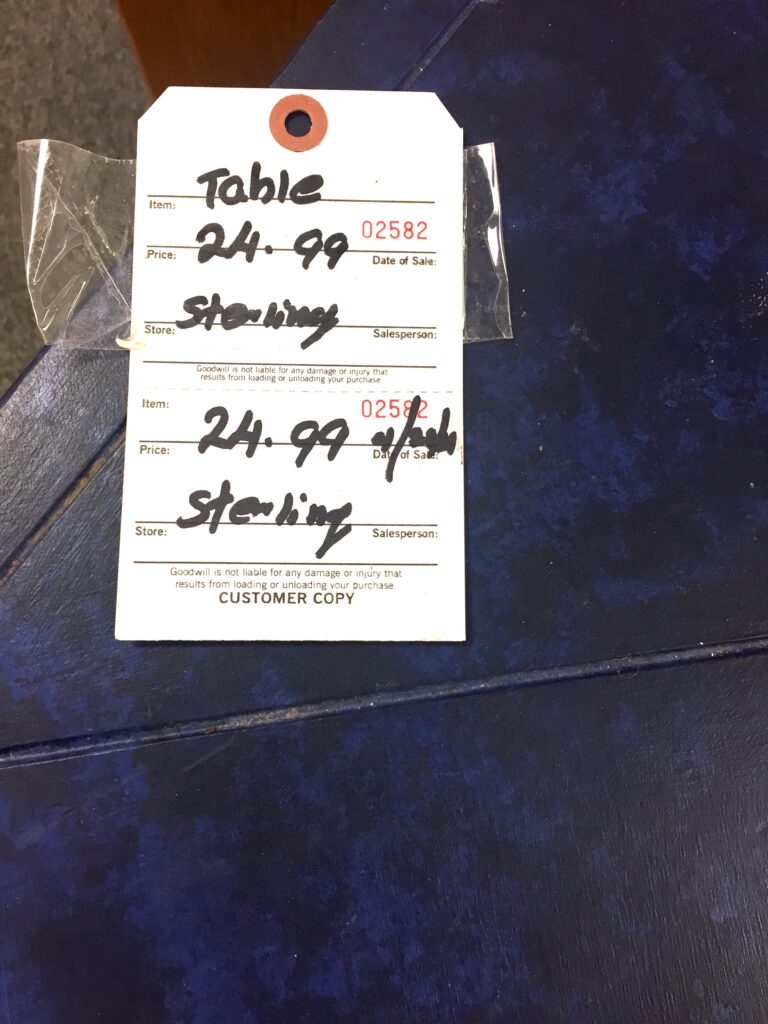 Item: Table
02582
Price: 24.99 Date of Sale:
Store: Sterling Salesperson:
Goodwill is not liable for any damage or injury that
results from loading or unloading your purchase.
Item: 02582
Price: 24.99 Date of Sale:
Store: Sterling Salesperson:
Goodwill is not liable for any damage or injury that
results from loading or unloading your purchase.
CUSTOMER COPY